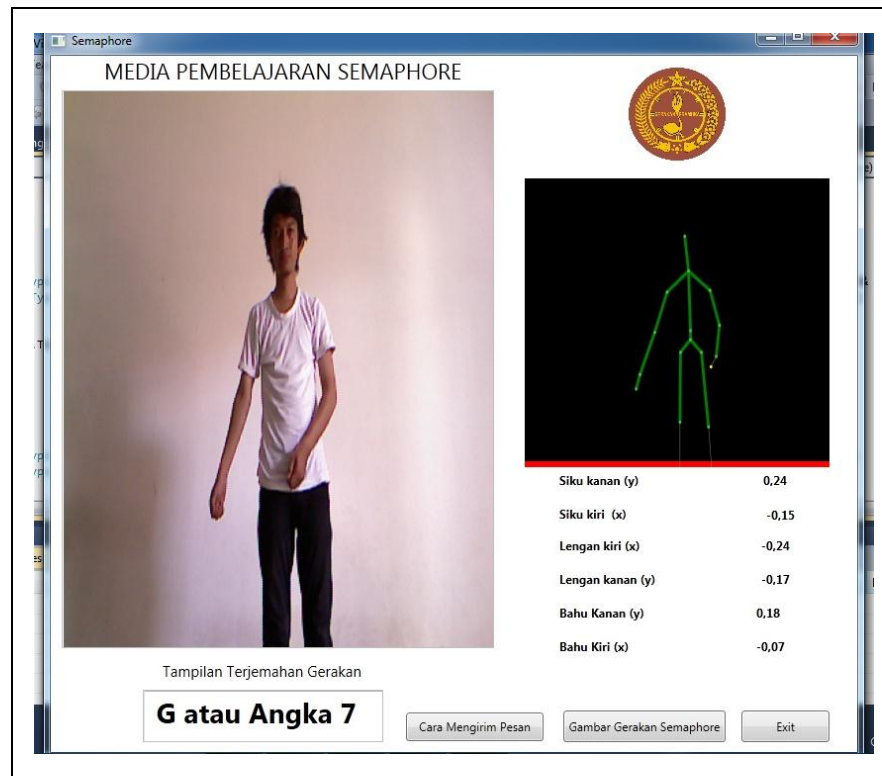 Semaphore
MEDIA PEMBELAJARAN SEMAPHORE
GERAKAN PRAMUKA
Siku kanan (y) 0,24
Siku kiri (x) -0,15
Lengan kiri (x) -0,24
Lengan kanan (y) -0,17
Bahu Kanan (y) 0,18
Bahu Kiri (x) -0,07
Tampilan Terjemahan Gerakan
G atau Angka 7
Cara Mengirim Pesan
Gambar Gerakan Semaphore
Exit